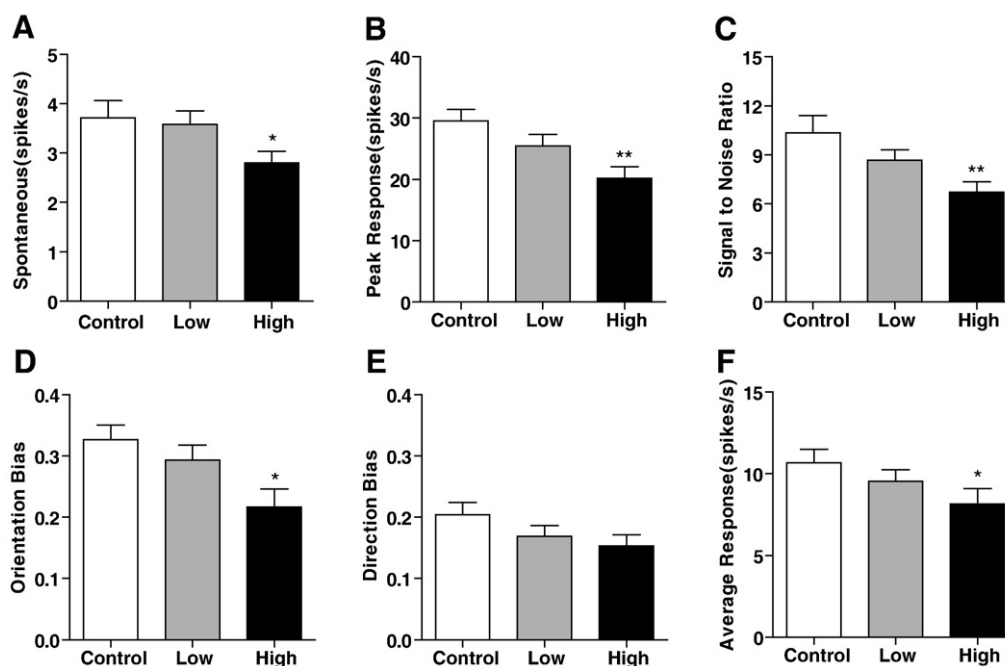 A
Spontaneous(spikes/s)
5
4
3
2
1
0
*
Control Low High
B
Peak Response(spikes/s)
40
30
20
10
0
**
Control Low High
C
Signal to Noise Ratio
15
12
9
6
3
0
**
Control Low High
D
Orientation Bias
0.4
0.3
0.2
0.1
0.0
*
Control Low High
E
Direction Bias
0.4
0.3
0.2
0.1
0.0
Control Low High
F
Average Response(spikes/s)
15
10
5
0
*
Control Low High